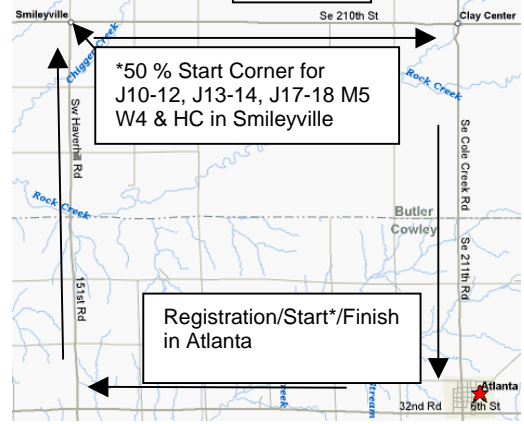 Smileyville
Se 210th St
Clay Center
Chigger Creek
*50 % Start Corner for
J10-12, J13-14, J17-18 M5
W4 & HC in Smileyville
Rock Creek
Sw Haverhill Rd
Se Cole Creek Rd
Rock Creek
Butler
Cowley
Se 211th Rd
151st Rd
Registration/Start*/Finish
in Atlanta
Atlanta
32nd Rd
6th St
Stream